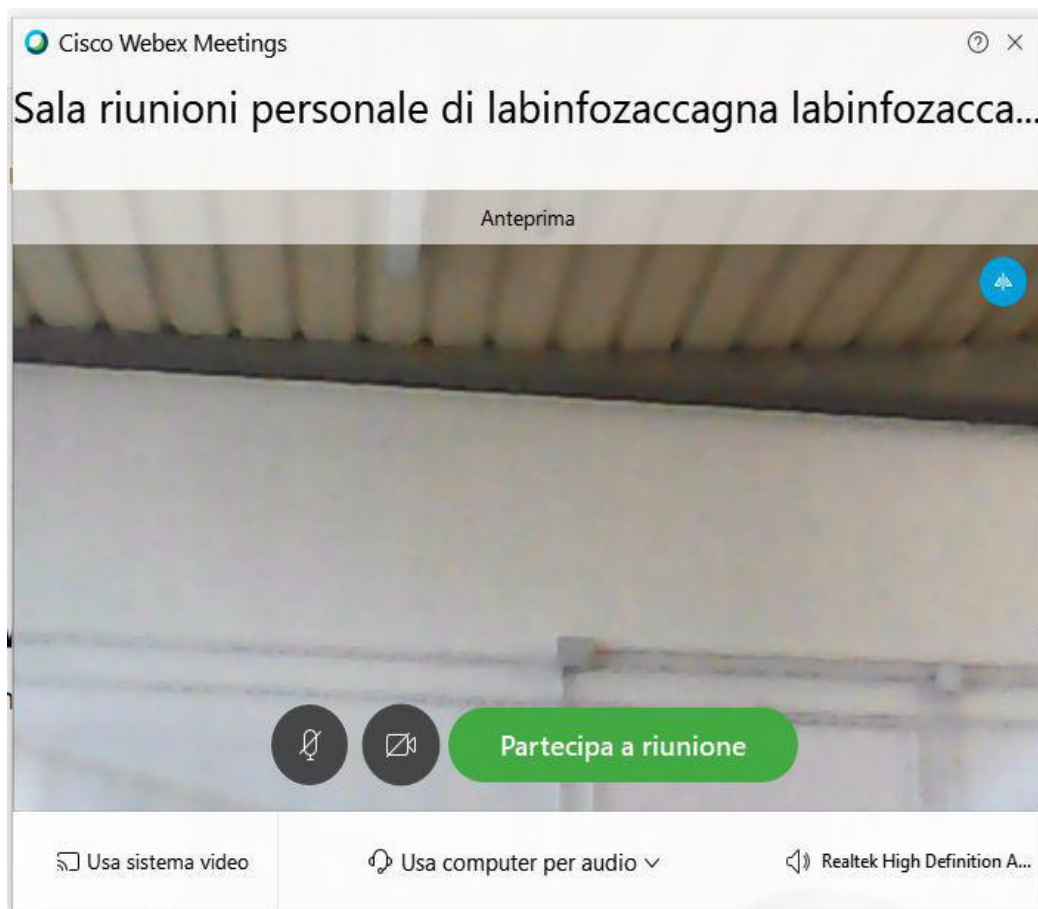 Cisco Webex Meetings
Sala riunioni personale di labinfozaccagna labinfozacca...
Anteprima
Partecipa a riunione
Usa sistema video
Usa computer per audio
Realtek High Definition A...